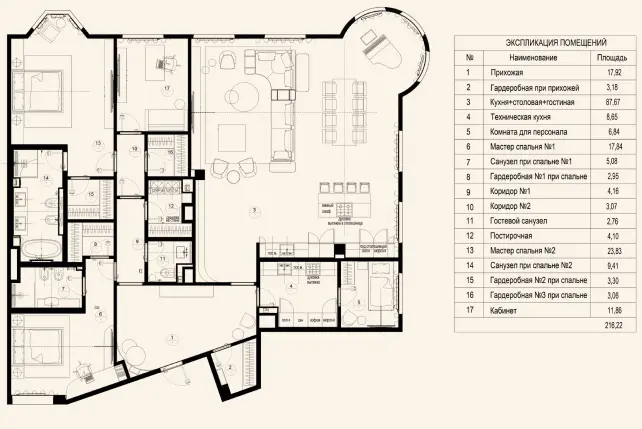 ЭКСПЛИКАЦИЯ ПОМЕЩЕНИЙ
№ Наименование Площадь
1 Прихожая 17,92
2 Гардеробная при прихожей 3,18
3 Кухня+столовая+гостиная 87,67
4 Техническая кухня 8,65
5 Комната для персонала 6,84
6 Мастер спальня №1 17,84
7 Санузел при спальне №1 5,08
8 Гардеробная №1 при спальне 2,95
9 Коридор №1 4,16
10 Коридор №2 3,07
11 Гостевой санузел 2,76
12 Постирочная 4,10
13 Мастер спальня №2 23,83
14 Санузел при спальне №2 9,41
15 Гардеробная №2 при спальне 3,30
16 Гардеробная №3 при спальне 3,06
17 Кабинет 11,86
216,22
17
13
10
16
14
15
12
3
9
8
11
7
4
5
6
1
2